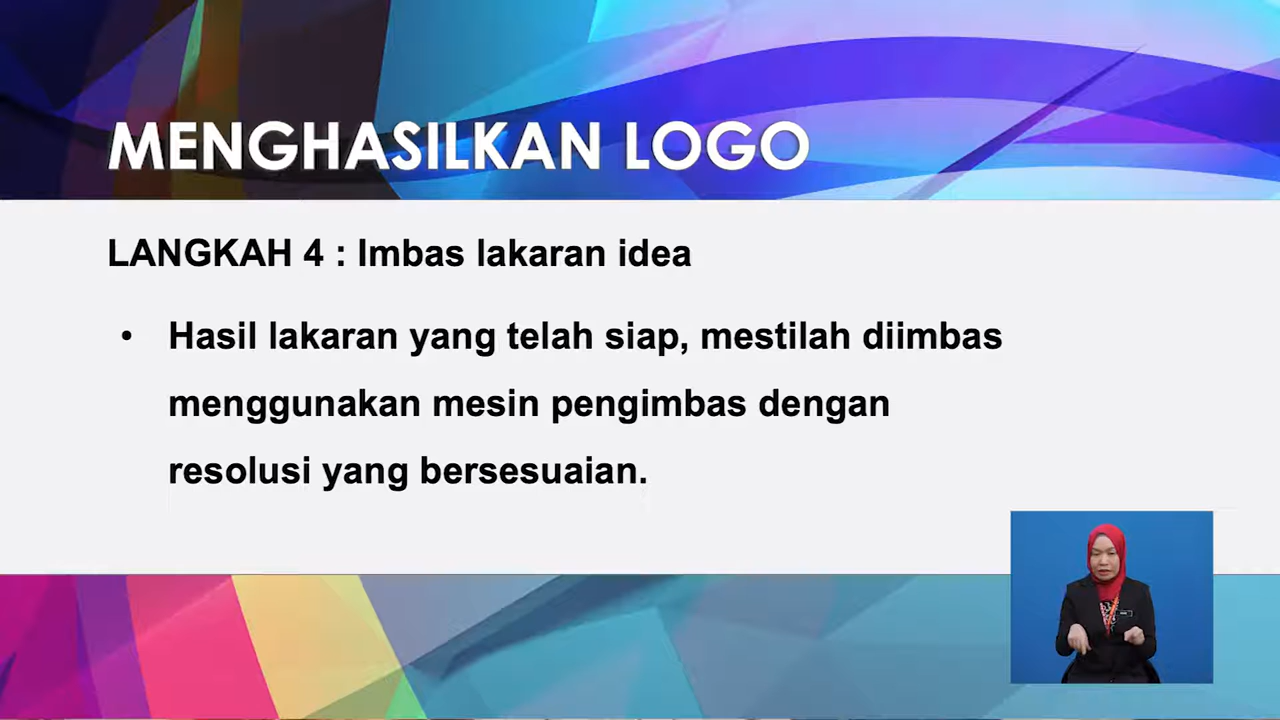 MENGHASILKAN LOGO
LANGKAH 4 : Imbas lakaran idea
• Hasil lakaran yang telah siap, mestilah diimbas
menggunakan mesin pengimbas dengan
resolusi yang bersesuaian.